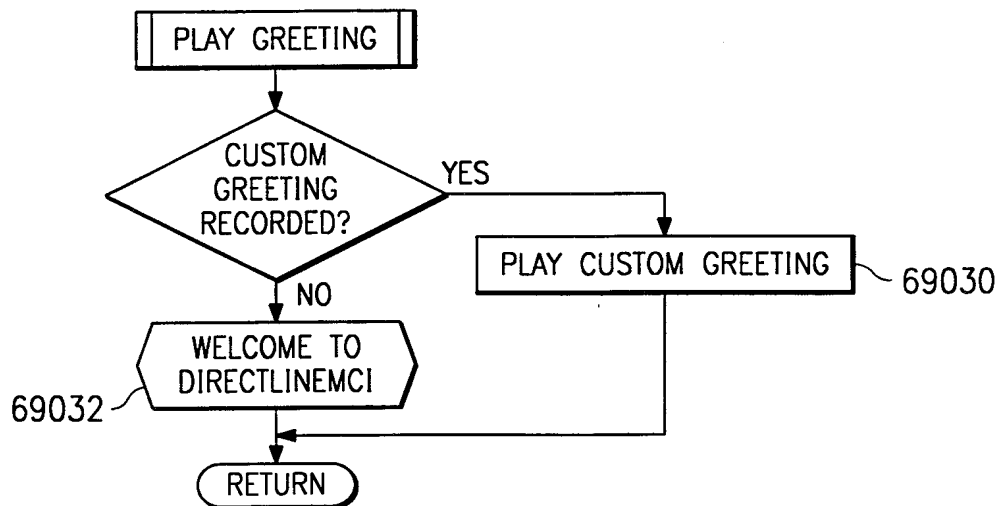 PLAY GREETING
CUSTOM
GREETING
RECORDED?
YES
PLAY CUSTOM GREETING
69030
NO
WELCOME TO
DIRECTLINEMCI
69032
RETURN